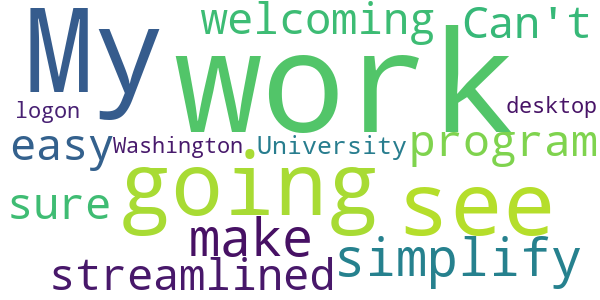 My
welcoming
Can't
work
logon
desktop
easy
Washington
University
program
going
see
sure
make
simplify
streamlined